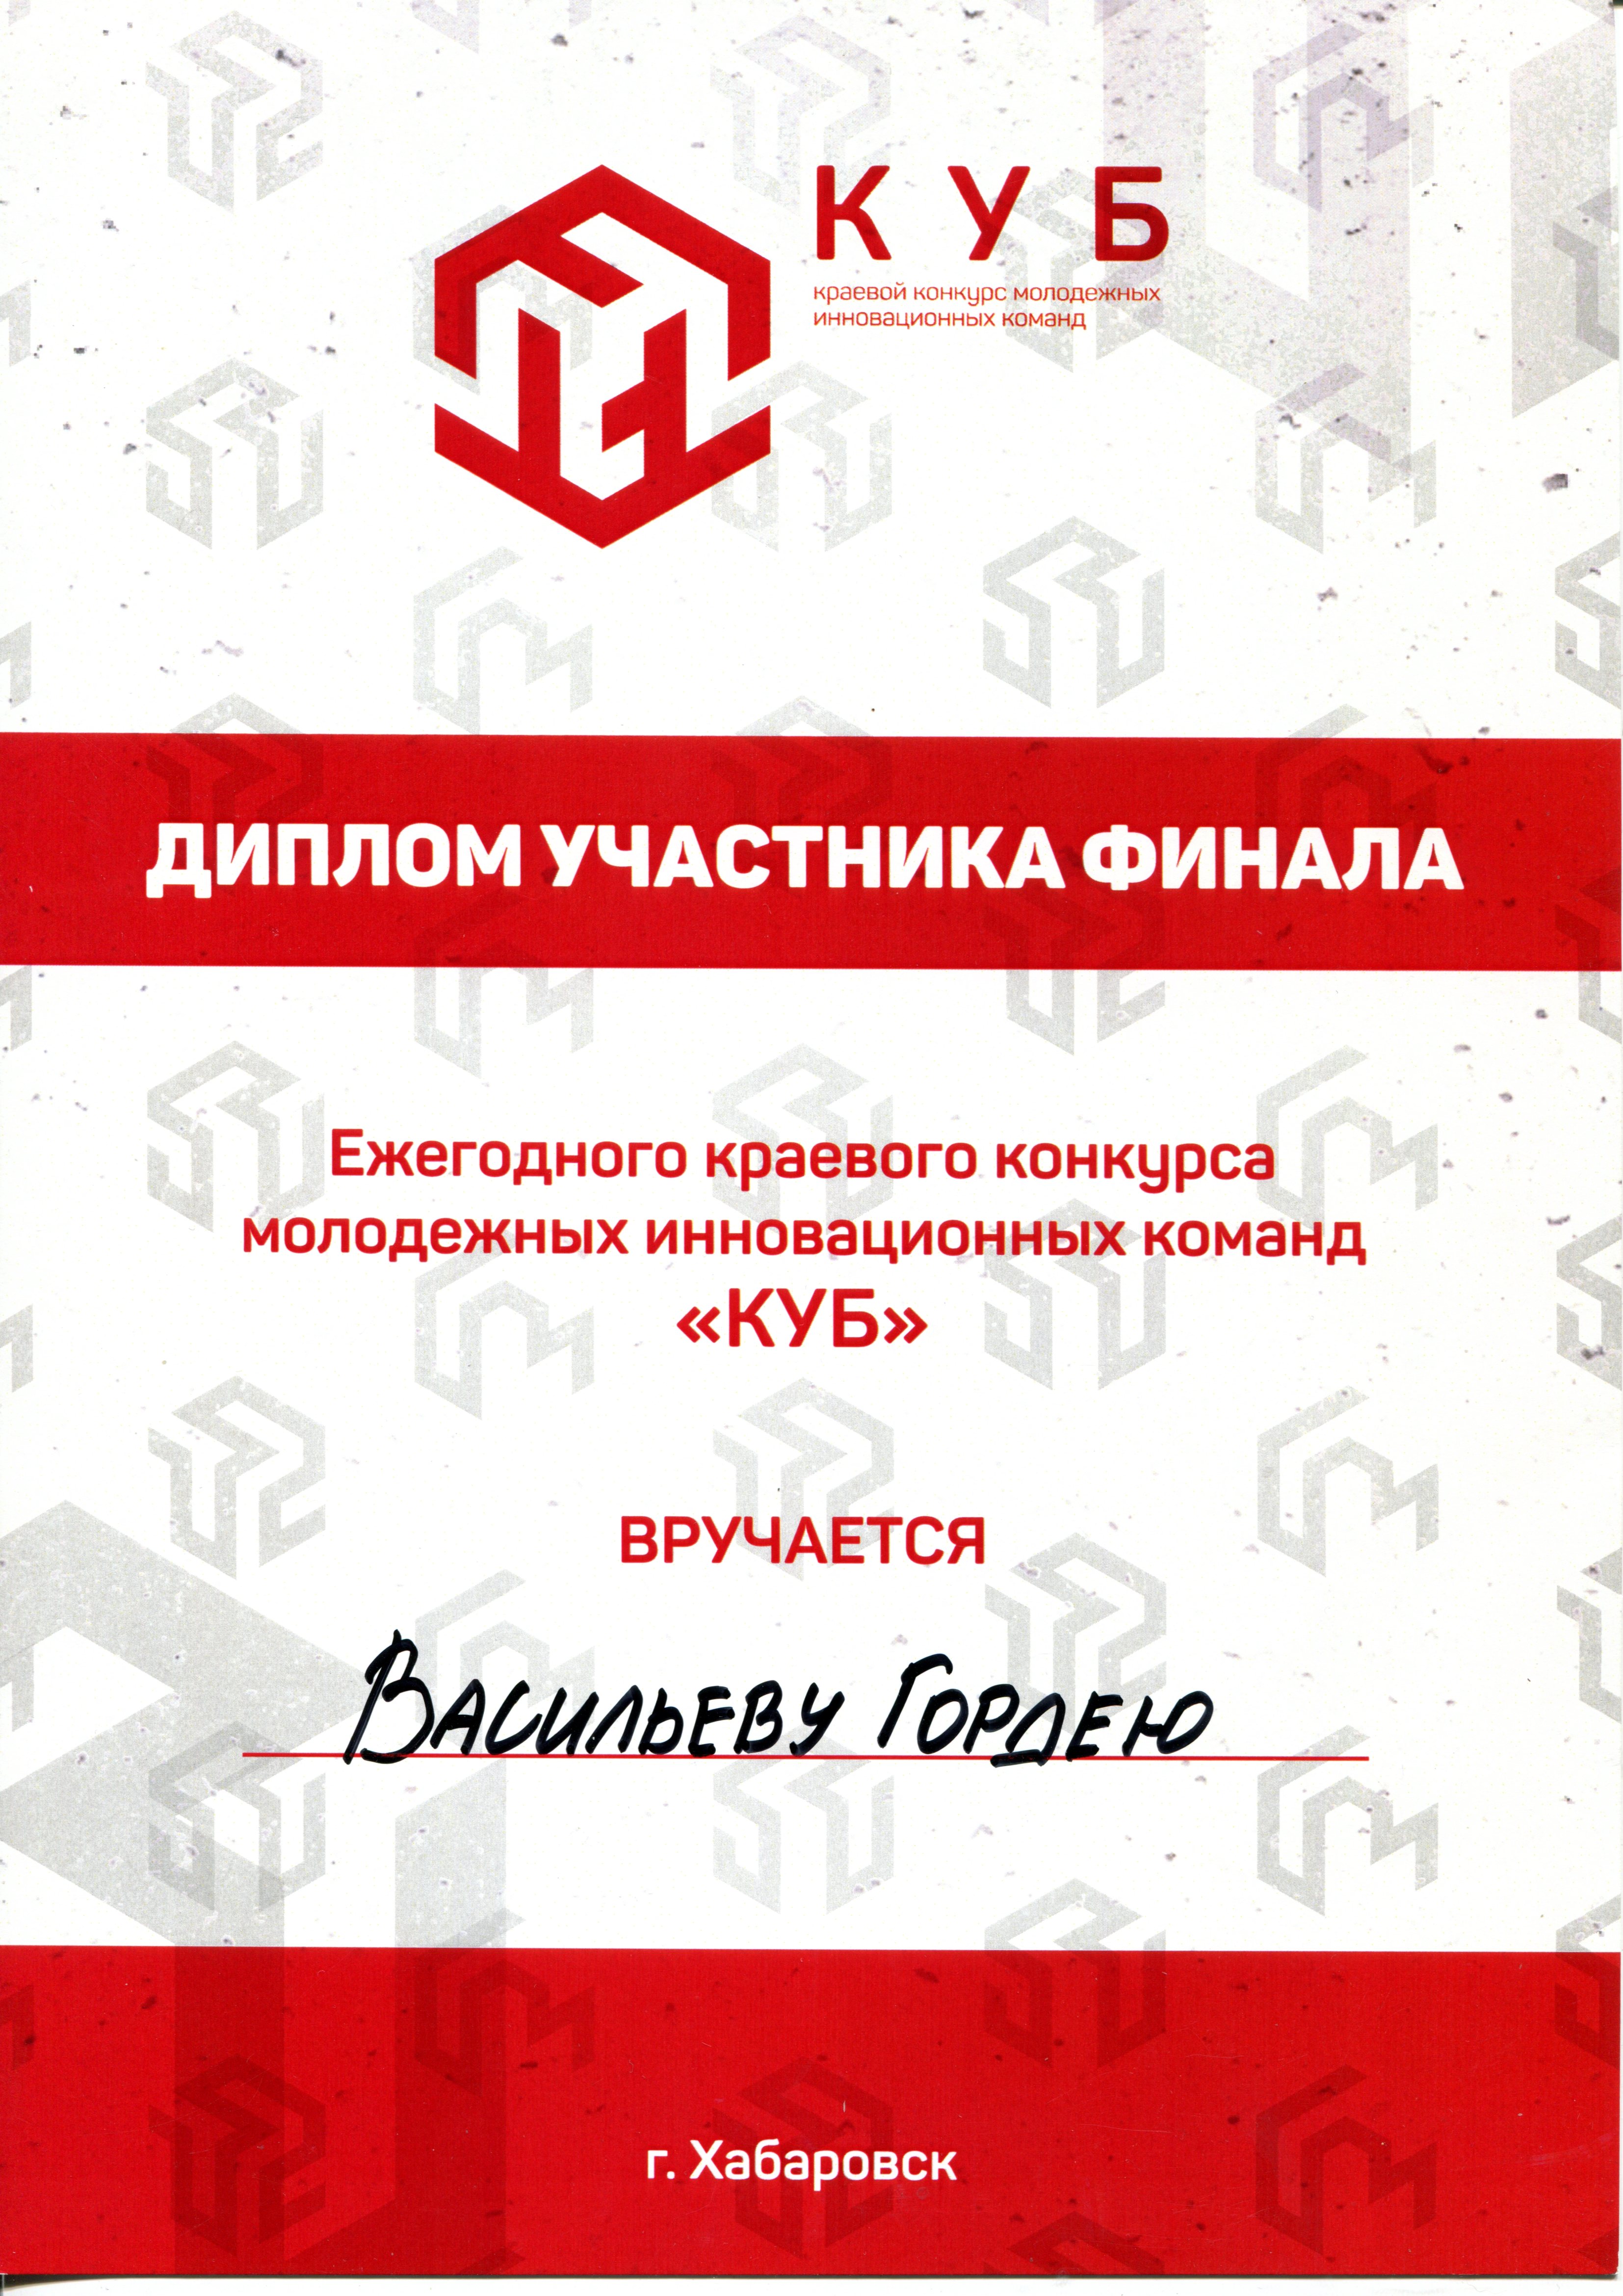 КУБ
краевой конкурс молодежных
инновационных команд
ДИПЛОМ УЧАСТНИКА ФИНАЛА
Ежегодного краевого конкурса
молодежных инновационных команд
«КУБ»
ВРУЧАЕТСЯ
Васильеву Гордею
г. Хабаровск